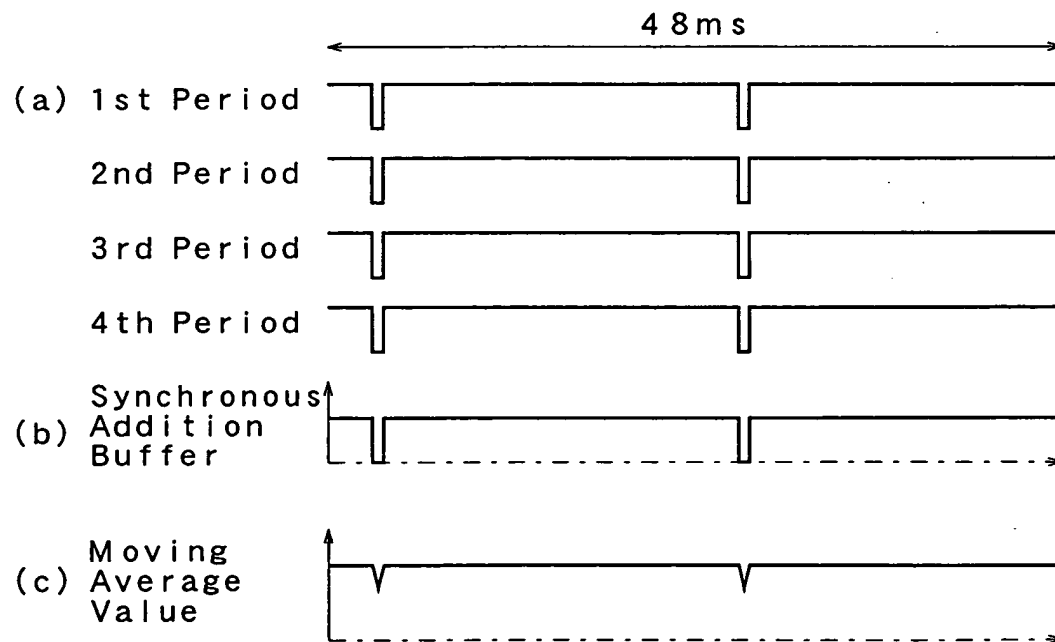 48ms
(a) 1st Period
2nd Period
3rd Period
4th Period
Synchronous
(b) Addition
Buffer
Moving
(c) Average
Value